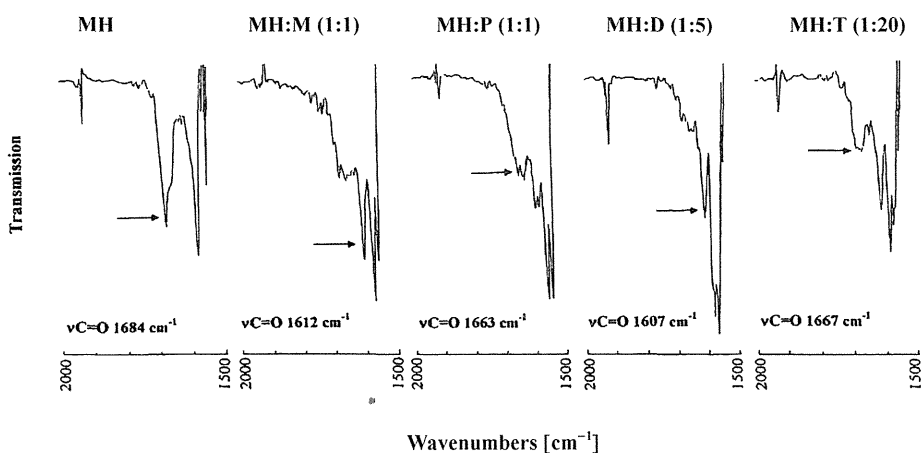 MH MH:M (1:1) MH:P (1:1) MH:D (1:5) MH:T (1:20)
Transmission
νC=O 1684 cm⁻¹ νC=O 1612 cm⁻¹ νC=O 1663 cm⁻¹ νC=O 1607 cm⁻¹ νC=O 1667 cm⁻¹
2000 1500 2000 1500 2000 1500 2000 1500 2000 1500
Wavenumbers [cm⁻¹]